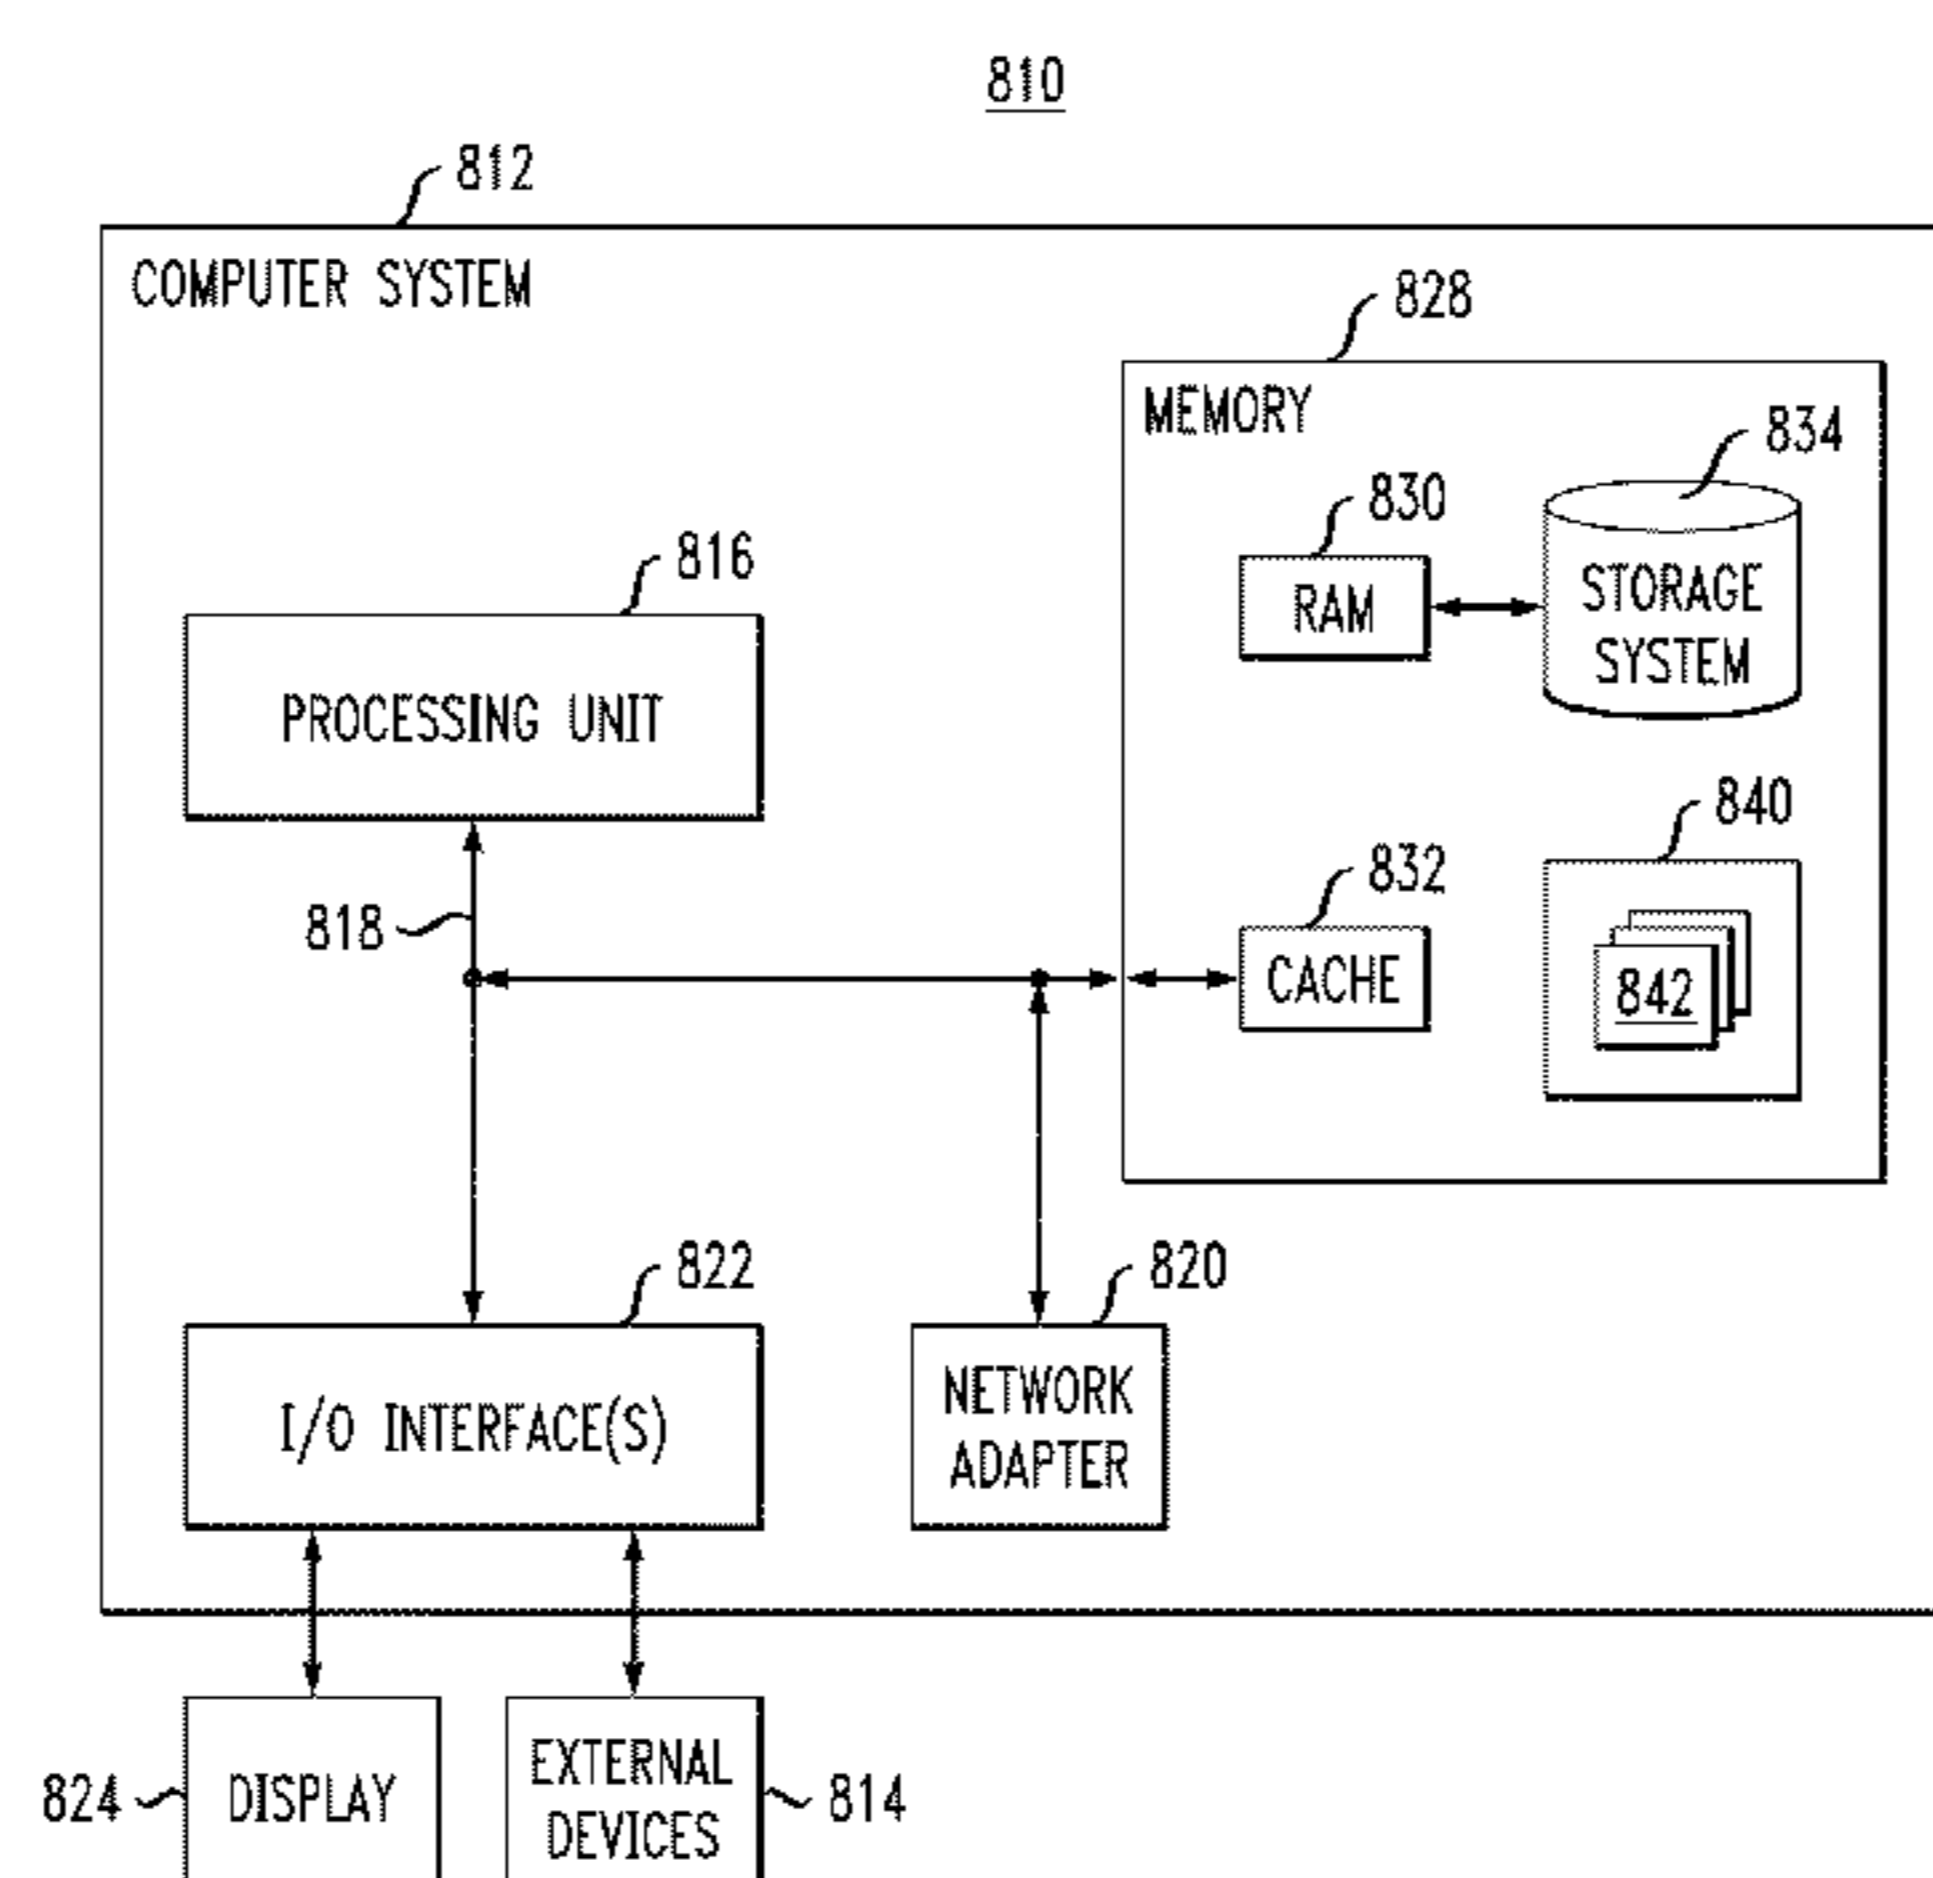 810
812
COMPUTER SYSTEM
828
MEMORY
834
830
RAM
STORAGE
SYSTEM
816
PROCESSING UNIT
840
832
818
CACHE
842
822
820
I/O INTERFACE(S)
NETWORK
ADAPTER
824
DISPLAY
EXTERNAL
DEVICES
814